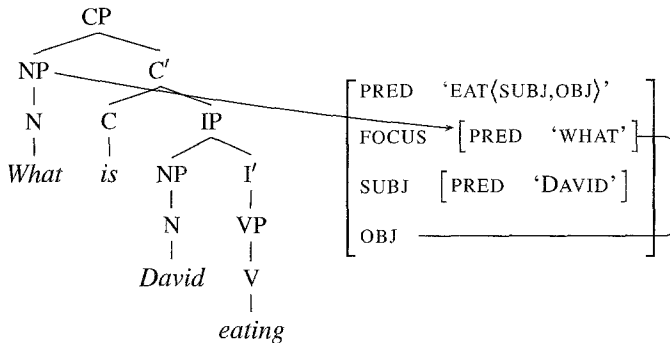 CP
NP C′
PRED ‘EAT⟨SUBJ,OBJ⟩’
N C IP
FOCUS [PRED ‘WHAT’]
What is NP I′
SUBJ [PRED ‘DAVID’]
N VP
OBJ
David V
eating